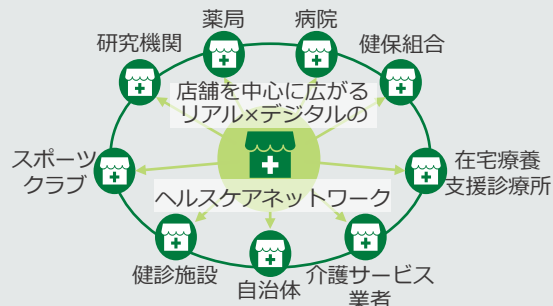 薬局
病院
研究機関
健保組合
店舗を中心に広がる
リアル×デジタルの
スポーツ
クラブ
在宅療養
支援診療所
ヘルスケアネットワーク
健診施設
自治体
介護サービス
業者